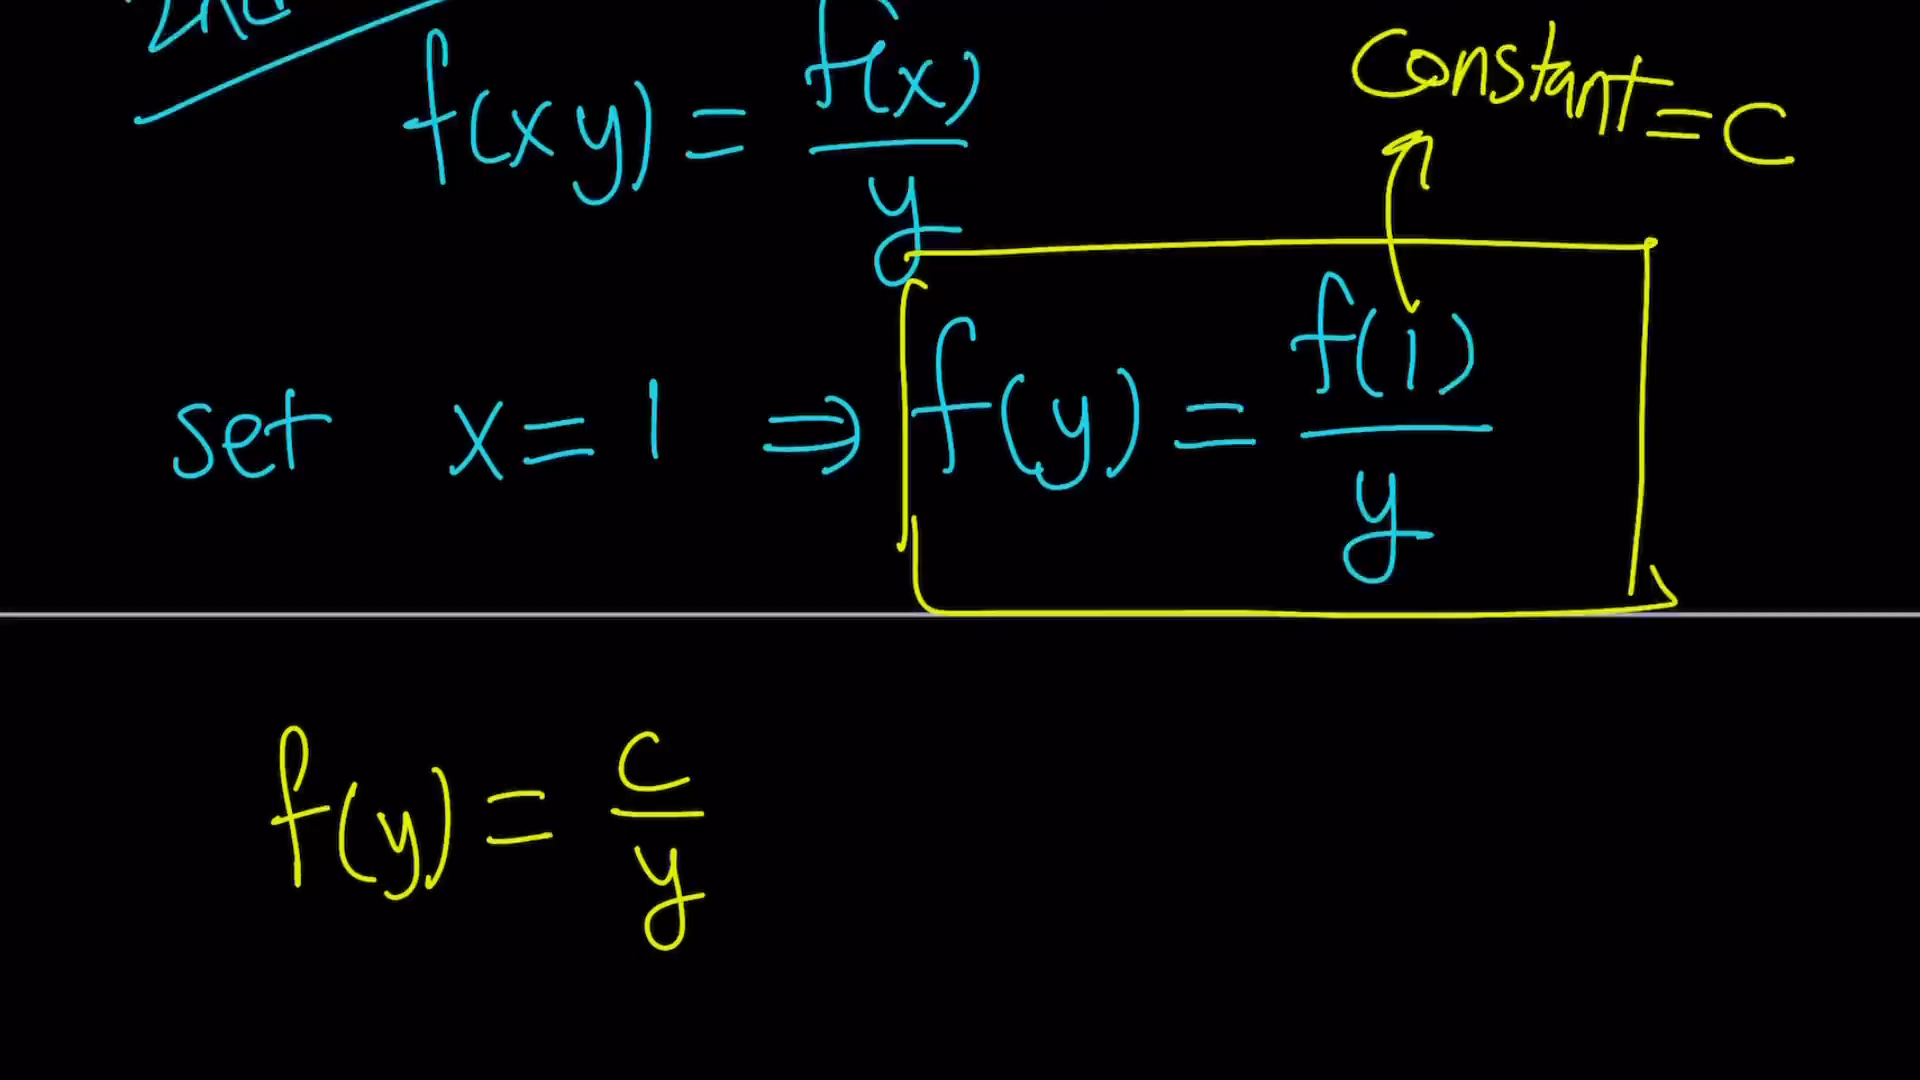 f(xy) = f(x)/y
Constant = C
set x=1 ⇒ f(y) = f(1)/y
f(y) = c/y